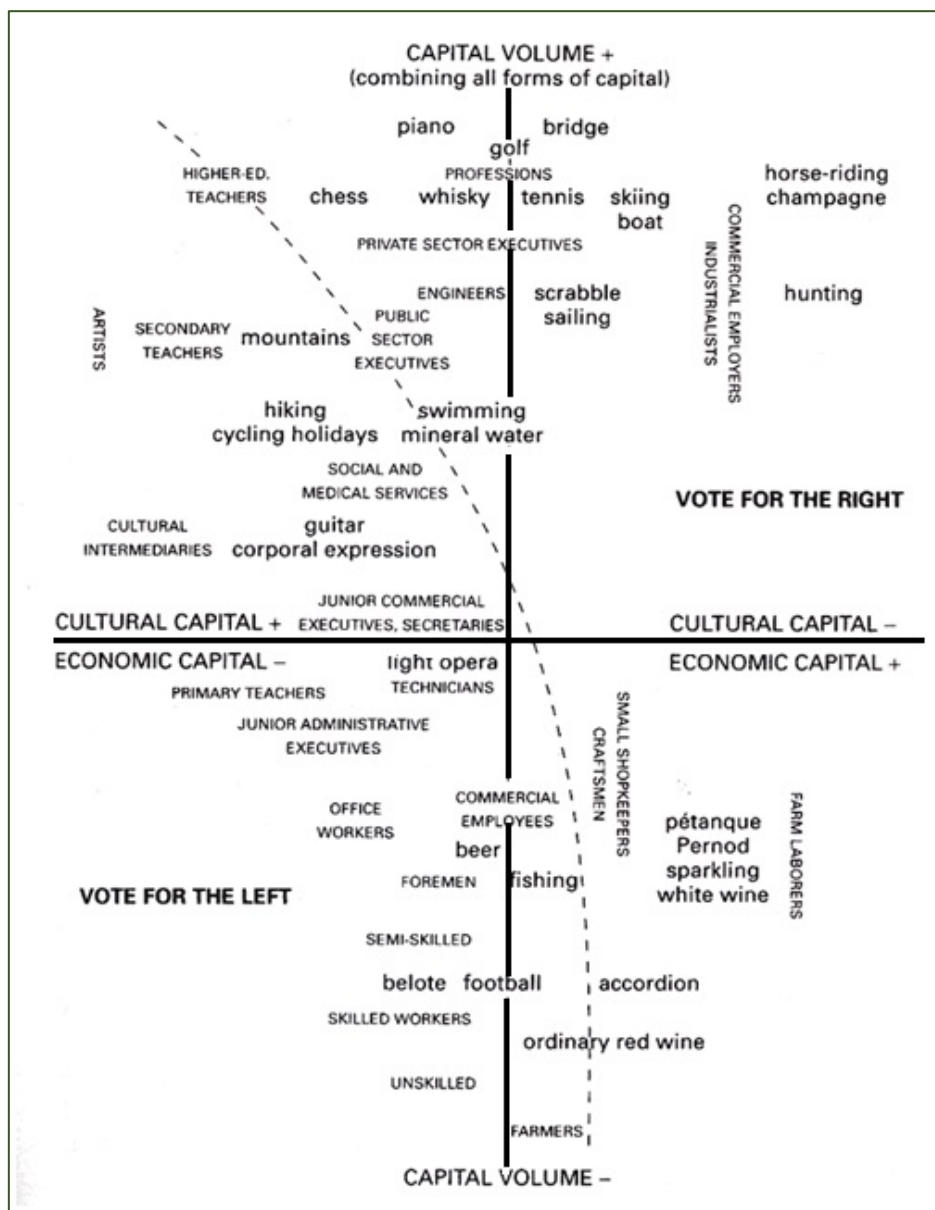 CAPITAL VOLUME +
(combining all forms of capital)
piano
bridge
golf
HIGHER-ED.
TEACHERS
chess
PROFESSIONS
whisky
tennis
skiing
boat
horse-riding
champagne
PRIVATE SECTOR EXECUTIVES
COMMERCIAL EMPLOYERS
INDUSTRIALISTS
ENGINEERS
scrabble
sailing
hunting
ARTISTS
SECONDARY
TEACHERS
mountains
PUBLIC
SECTOR
EXECUTIVES
hiking
cycling holidays
swimming
mineral water
SOCIAL AND
MEDICAL SERVICES
VOTE FOR THE RIGHT
CULTURAL
INTERMEDIARIES
guitar
corporal expression
JUNIOR COMMERCIAL
EXECUTIVES, SECRETARIES
CULTURAL CAPITAL +
CULTURAL CAPITAL –
ECONOMIC CAPITAL –
ECONOMIC CAPITAL +
light opera
TECHNICIANS
PRIMARY TEACHERS
JUNIOR ADMINISTRATIVE
EXECUTIVES
SMALL SHOPKEEPERS
CRAFTSMEN
OFFICE
WORKERS
COMMERCIAL
EMPLOYEES
beer
pétanque
Pernod
sparkling
white wine
FARM LABORERS
VOTE FOR THE LEFT
FOREMEN
fishing
SEMI-SKILLED
belote
football
accordion
SKILLED WORKERS
ordinary red wine
UNSKILLED
FARMERS
CAPITAL VOLUME –